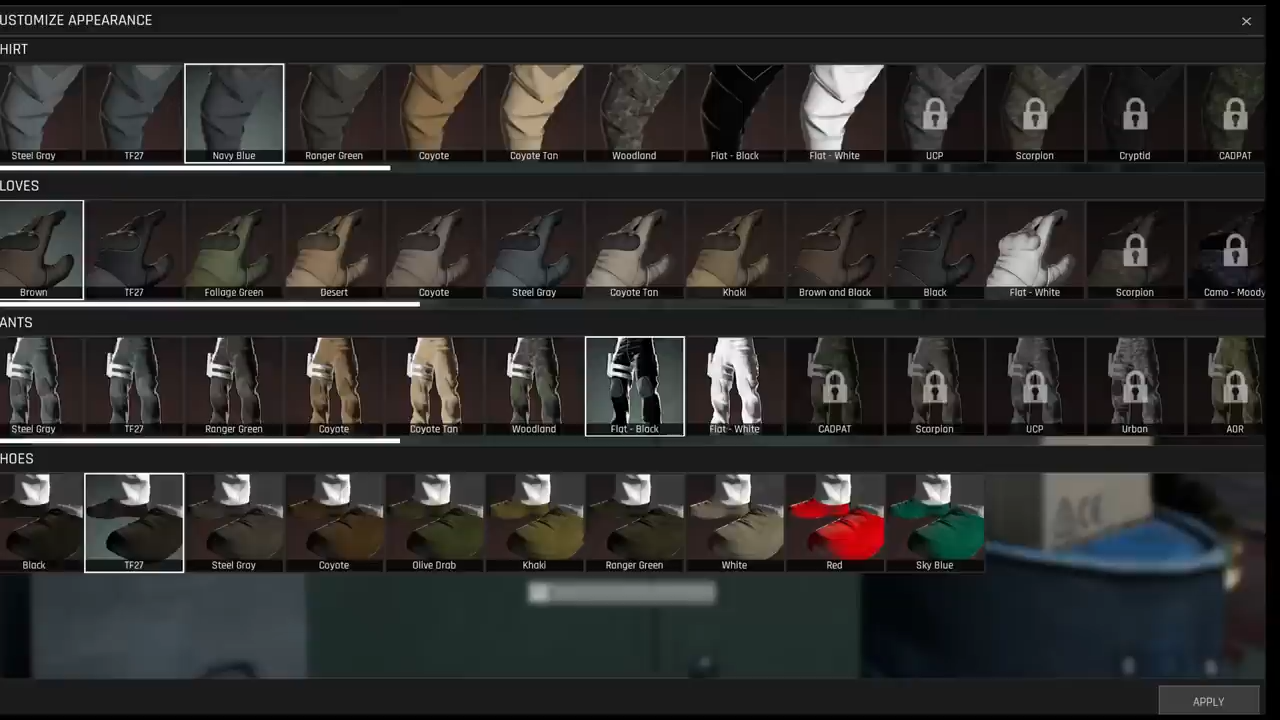 USTOMIZE APPEARANCE
HIRT
Steel Gray TF27 Navy Blue Ranger Green Coyote Coyote Tan Woodland Flat - Black Flat - White UCP Scorpion Cryptid CADPAT
LOVES
Brown TF27 Foliage Green Desert Coyote Steel Gray Coyote Tan Khaki Brown and Black Black Flat - White Scorpion Camo - Moody
ANTS
Steel Gray TF27 Ranger Green Coyote Coyote Tan Woodland Flat - Black Flat - White CADPAT Scorpion UCP Urban AOR
HOES
Black TF27 Steel Gray Coyote Olive Drab Khaki Ranger Green White Red Sky Blue
APPLY